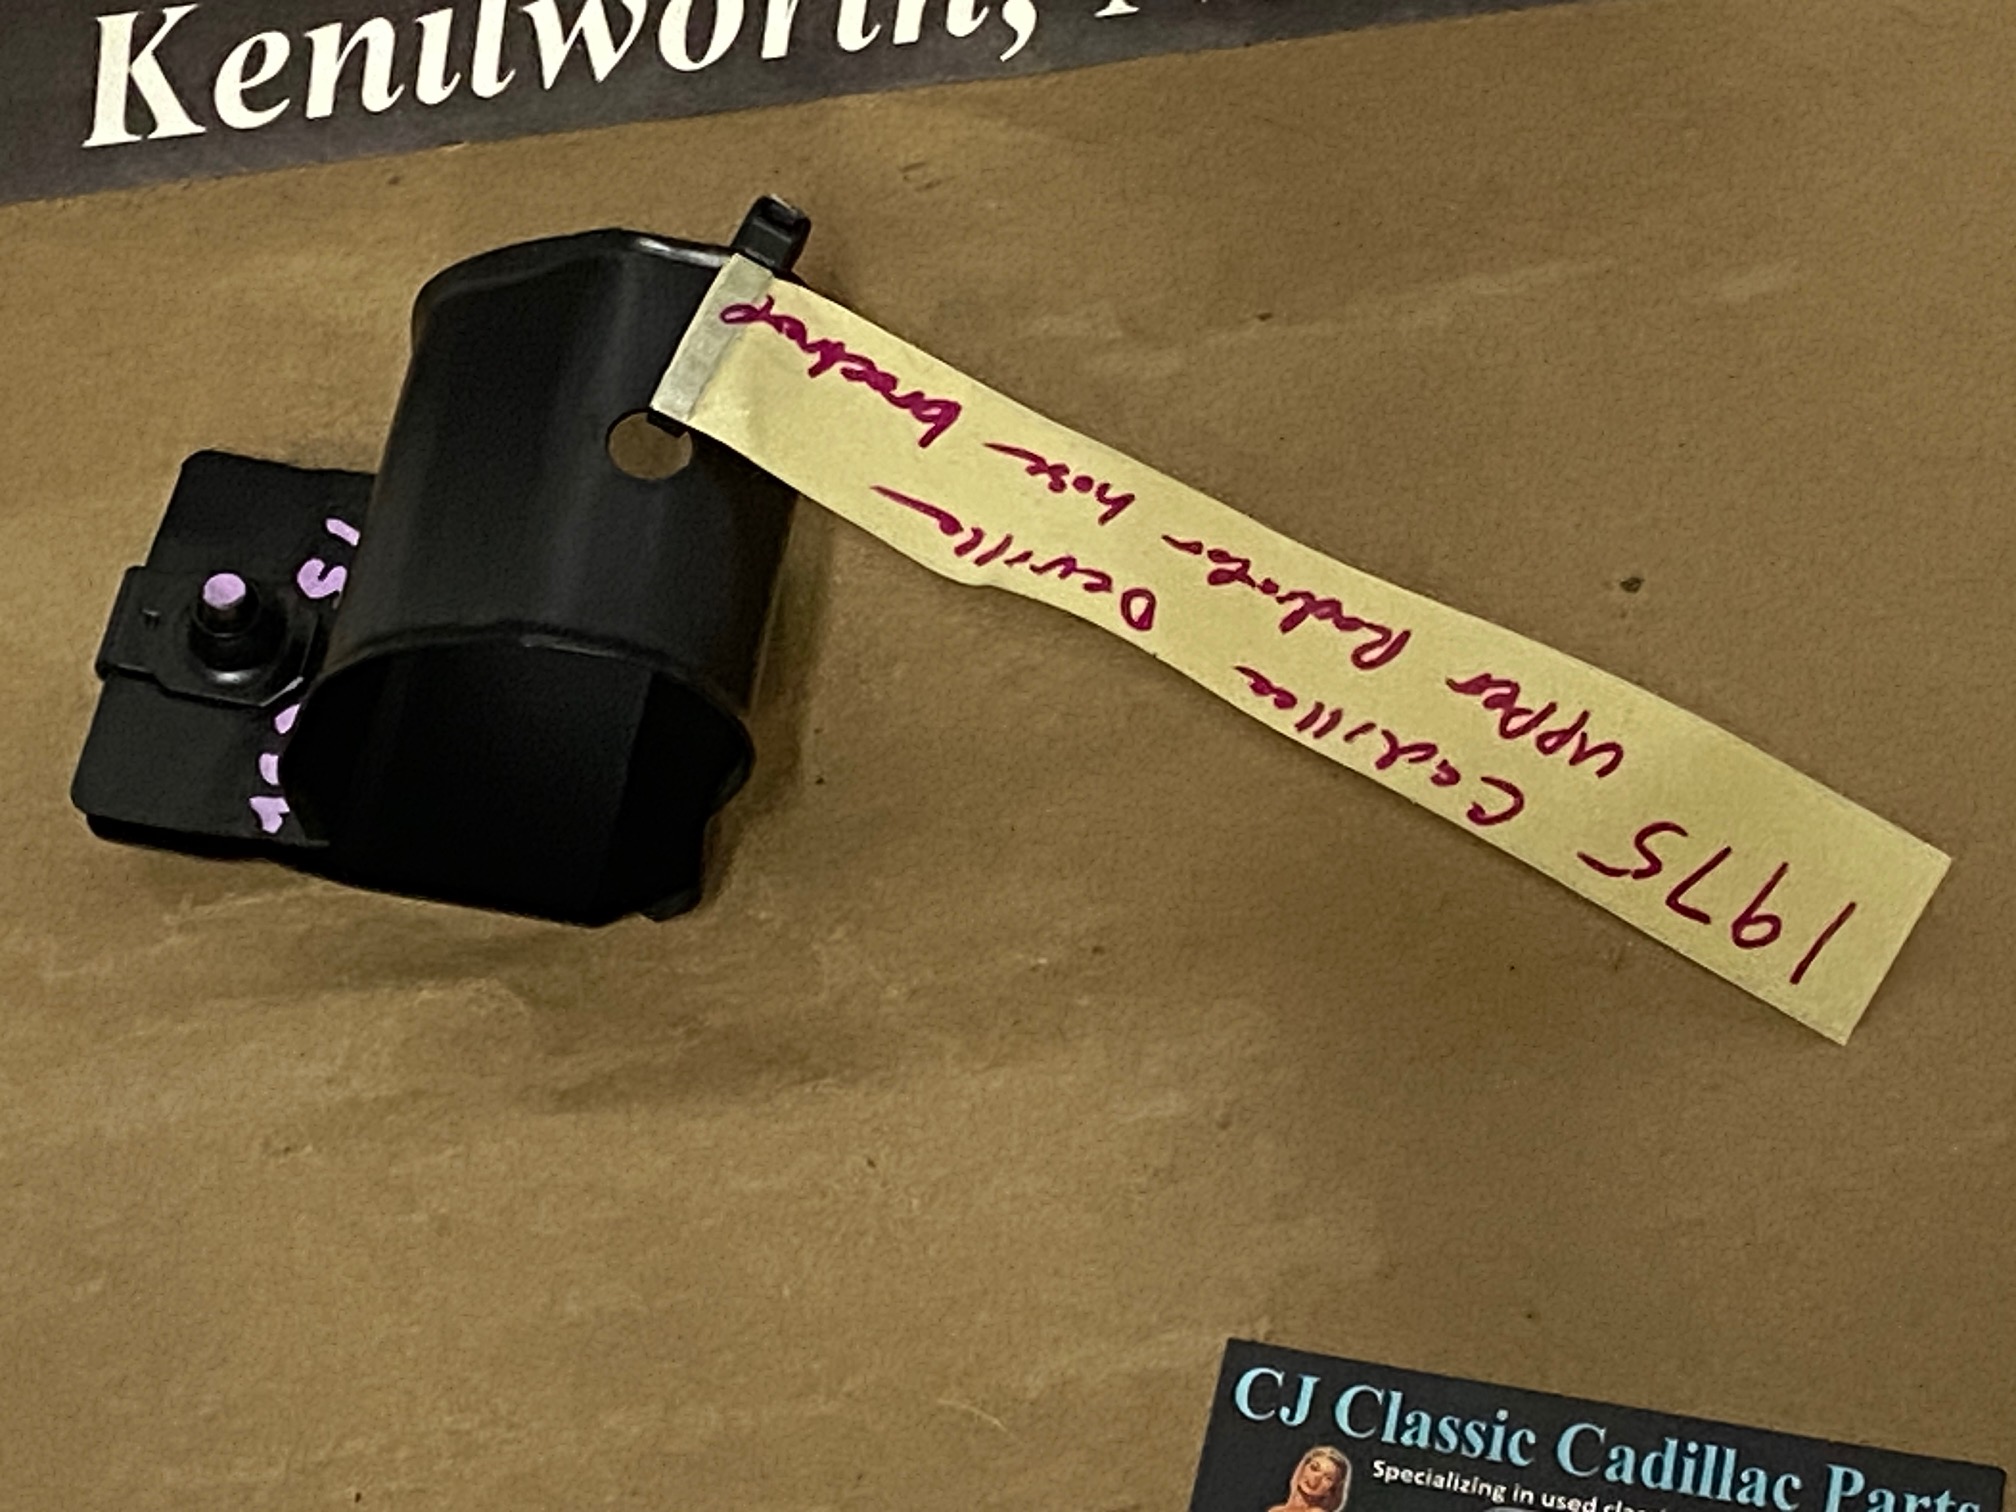 Kenilworth,
1975 Cadillac Deville
upper Radiator hose bracket
CJ Classic Cadillac Parts
Specializing in used